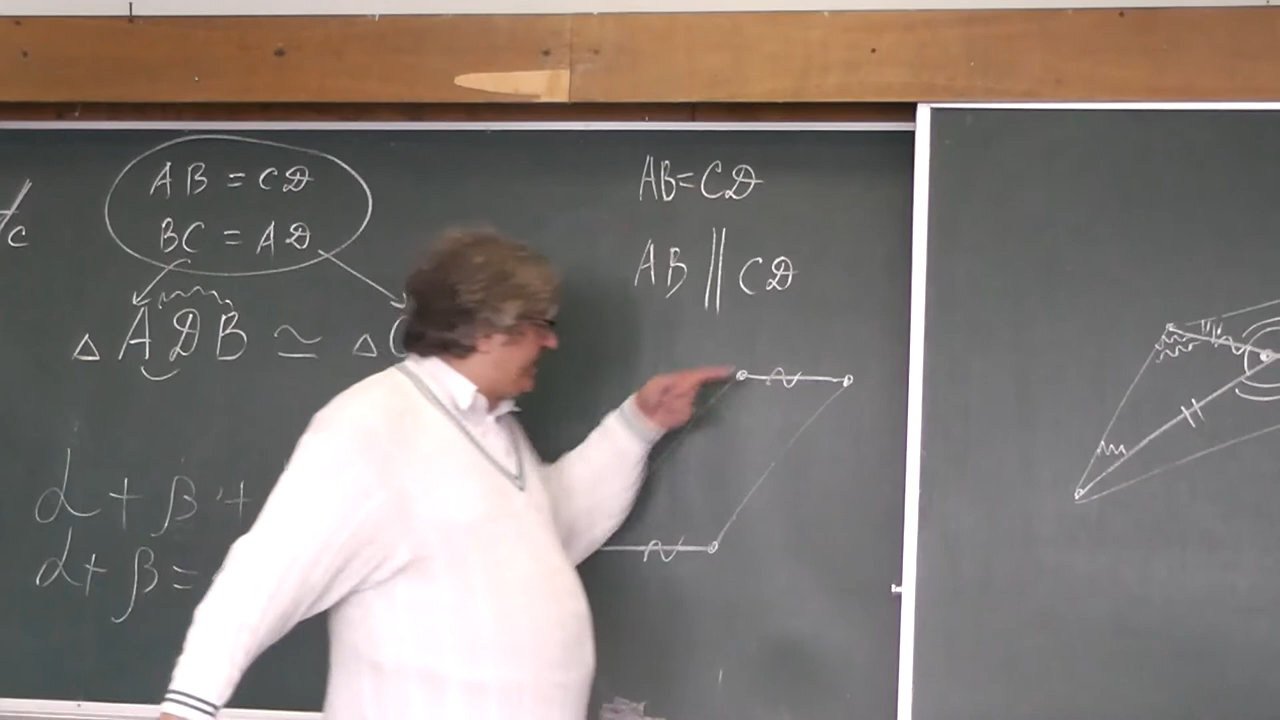 c
AB = CD
BC = AD
△ ADB ≃ △ C
α + β +
α + β =
AB = CD
AB || CD